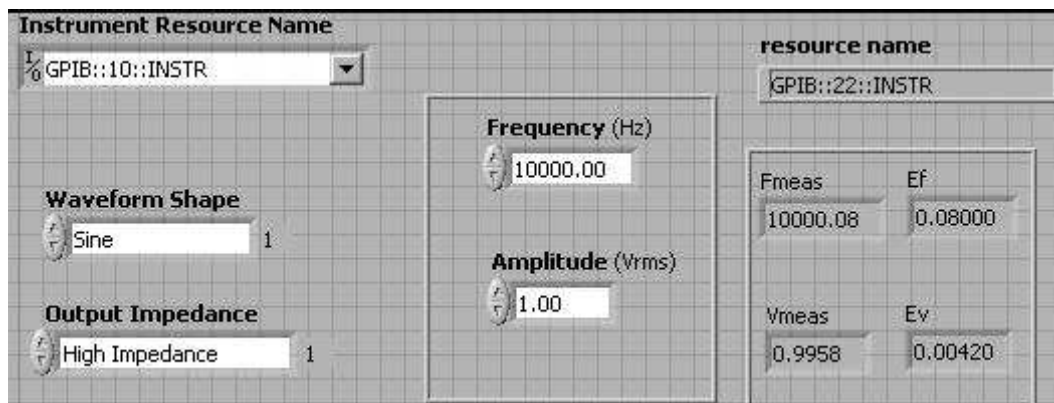 Instrument Resource Name
GPIB::10::INSTR
resource name
GPIB::22::INSTR
Frequency (Hz)
10000.00
Waveform Shape
Sine 1
Amplitude (Vrms)
1.00
Output Impedance
High Impedance 1
Fmeas Ef
10000.08 0.08000
Vmeas Ev
0.9958 0.00420